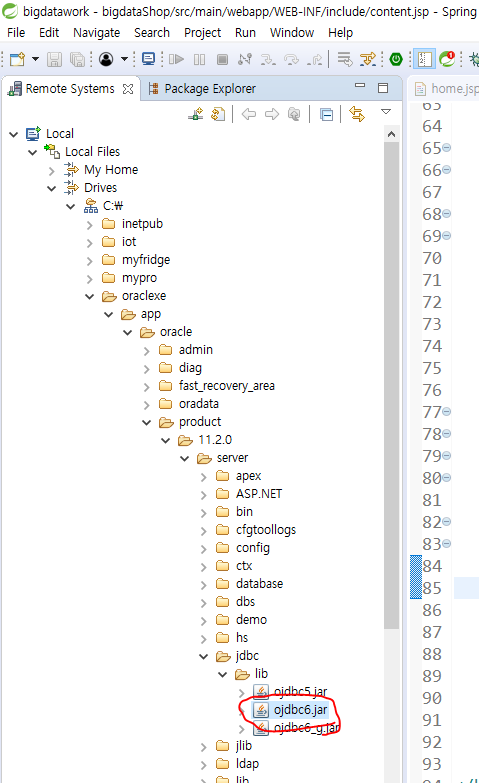 bigdatawork - bigdataShop/src/main/webapp/WEB-INF/include/content.jsp - Spring
File Edit Navigate Search Project Run Window Help
Remote Systems Package Explorer
home.jsp
Local
Local Files
My Home
Drives
C:₩
inetpub
iot
myfridge
mypro
oraclexe
app
oracle
admin
diag
fast_recovery_area
oradata
product
11.2.0
server
apex
ASP.NET
bin
cfgtoollogs
config
ctx
database
dbs
demo
hs
jdbc
lib
ojdbc5.jar
ojdbc6.jar
ojdbc6_g.jar
jlib
ldap
lib
63
64
65
66
67
68
69
70
71
72
73
74
75
76
77
78
79
80
81
82
83
84
85
86
87
88
89
90
91
92
93
94